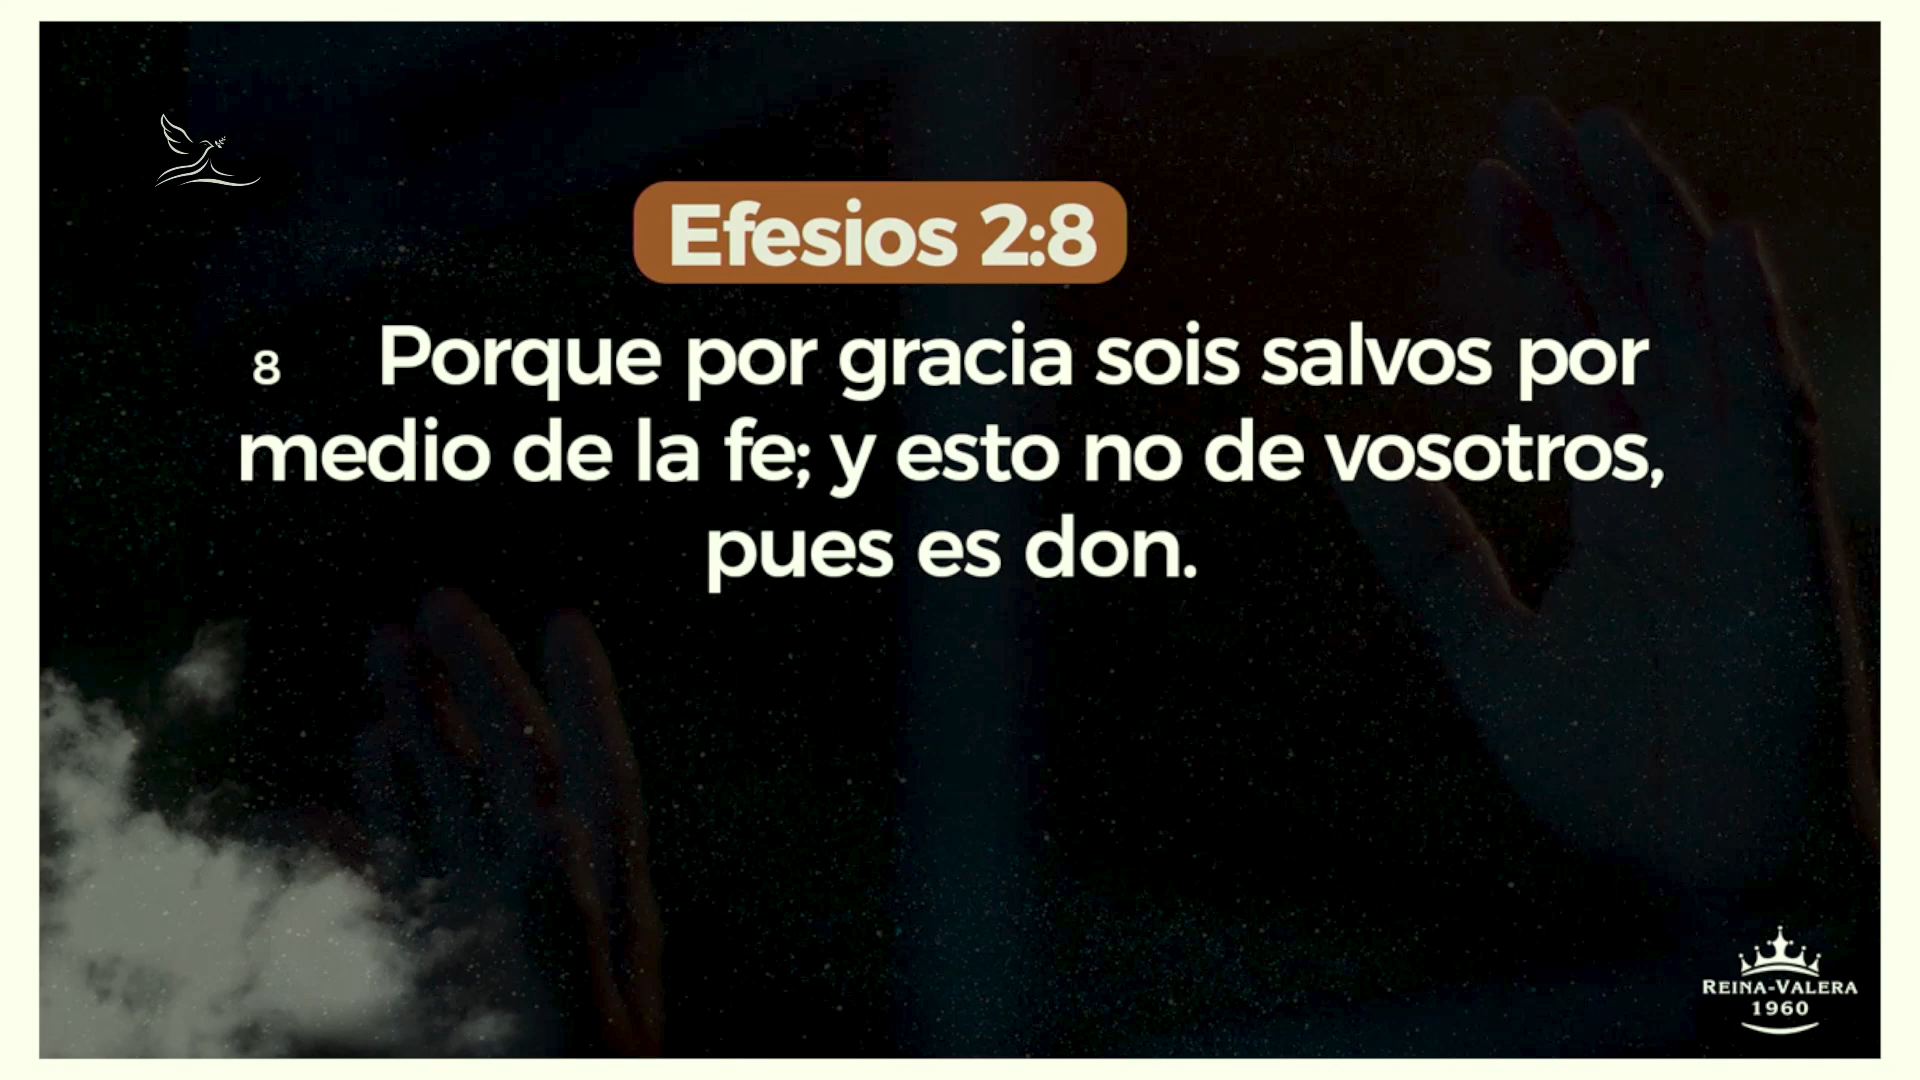 Efesios 2:8
8 Porque por gracia sois salvos por
medio de la fe; y esto no de vosotros,
pues es don.
REINA-VALERA
1960